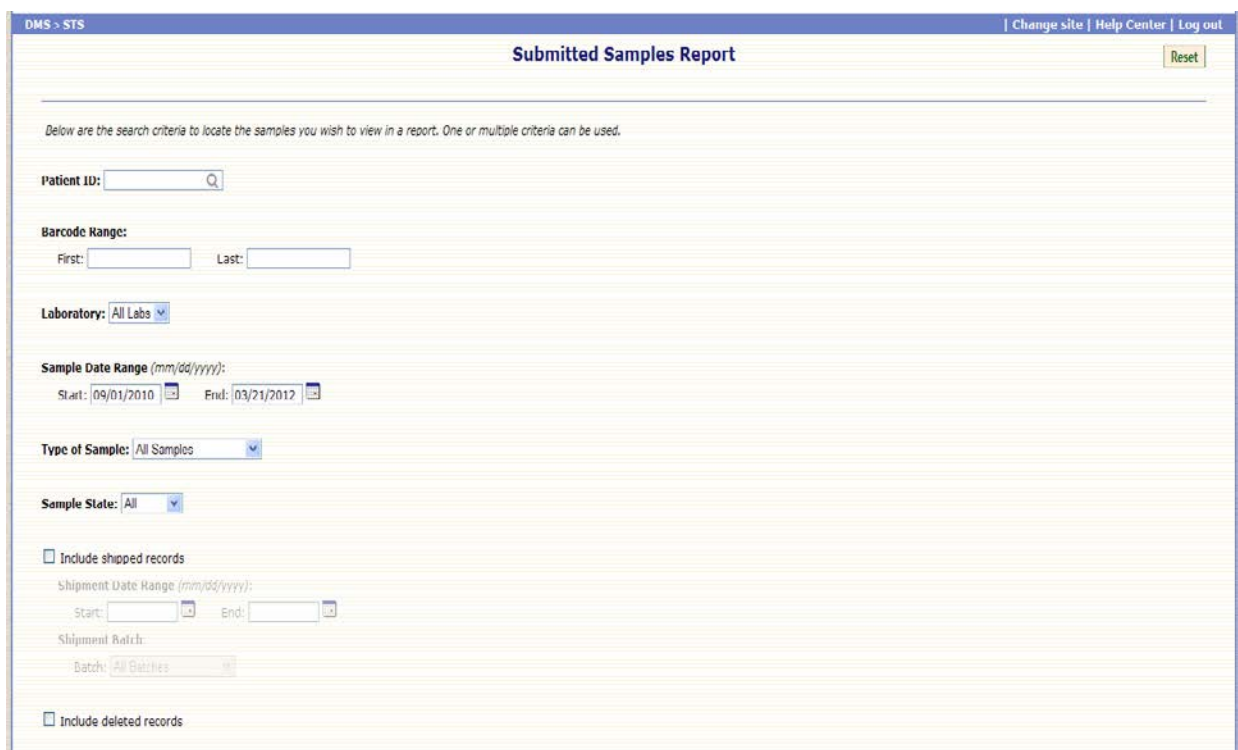 DMS > STS | Change site | Help Center | Log out
Submitted Samples Report
Reset
Below are the search criteria to locate the samples you wish to view in a report. One or multiple criteria can be used.
Patient ID:
Barcode Range:
First: Last:
Laboratory: All Labs
Sample Date Range (mm/dd/yyyy):
Start: 09/01/2010 End: 03/21/2012
Type of Sample: All Samples
Sample State: All
Include shipped records
Shipment Date Range (mm/dd/yyyy):
Start: End:
Shipment Batch:
Batch: All Batches
Include deleted records